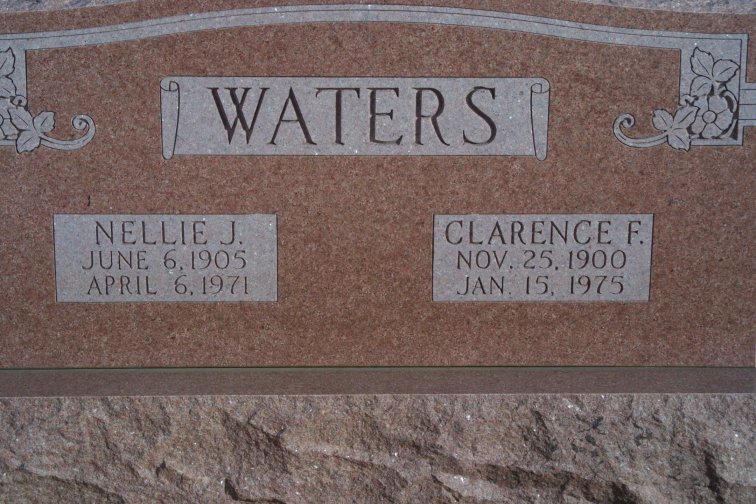 WATERS
NELLIE J.
JUNE 6, 1905
APRIL 6, 1971
CLARENCE F.
NOV. 25, 1900
JAN. 15, 1975